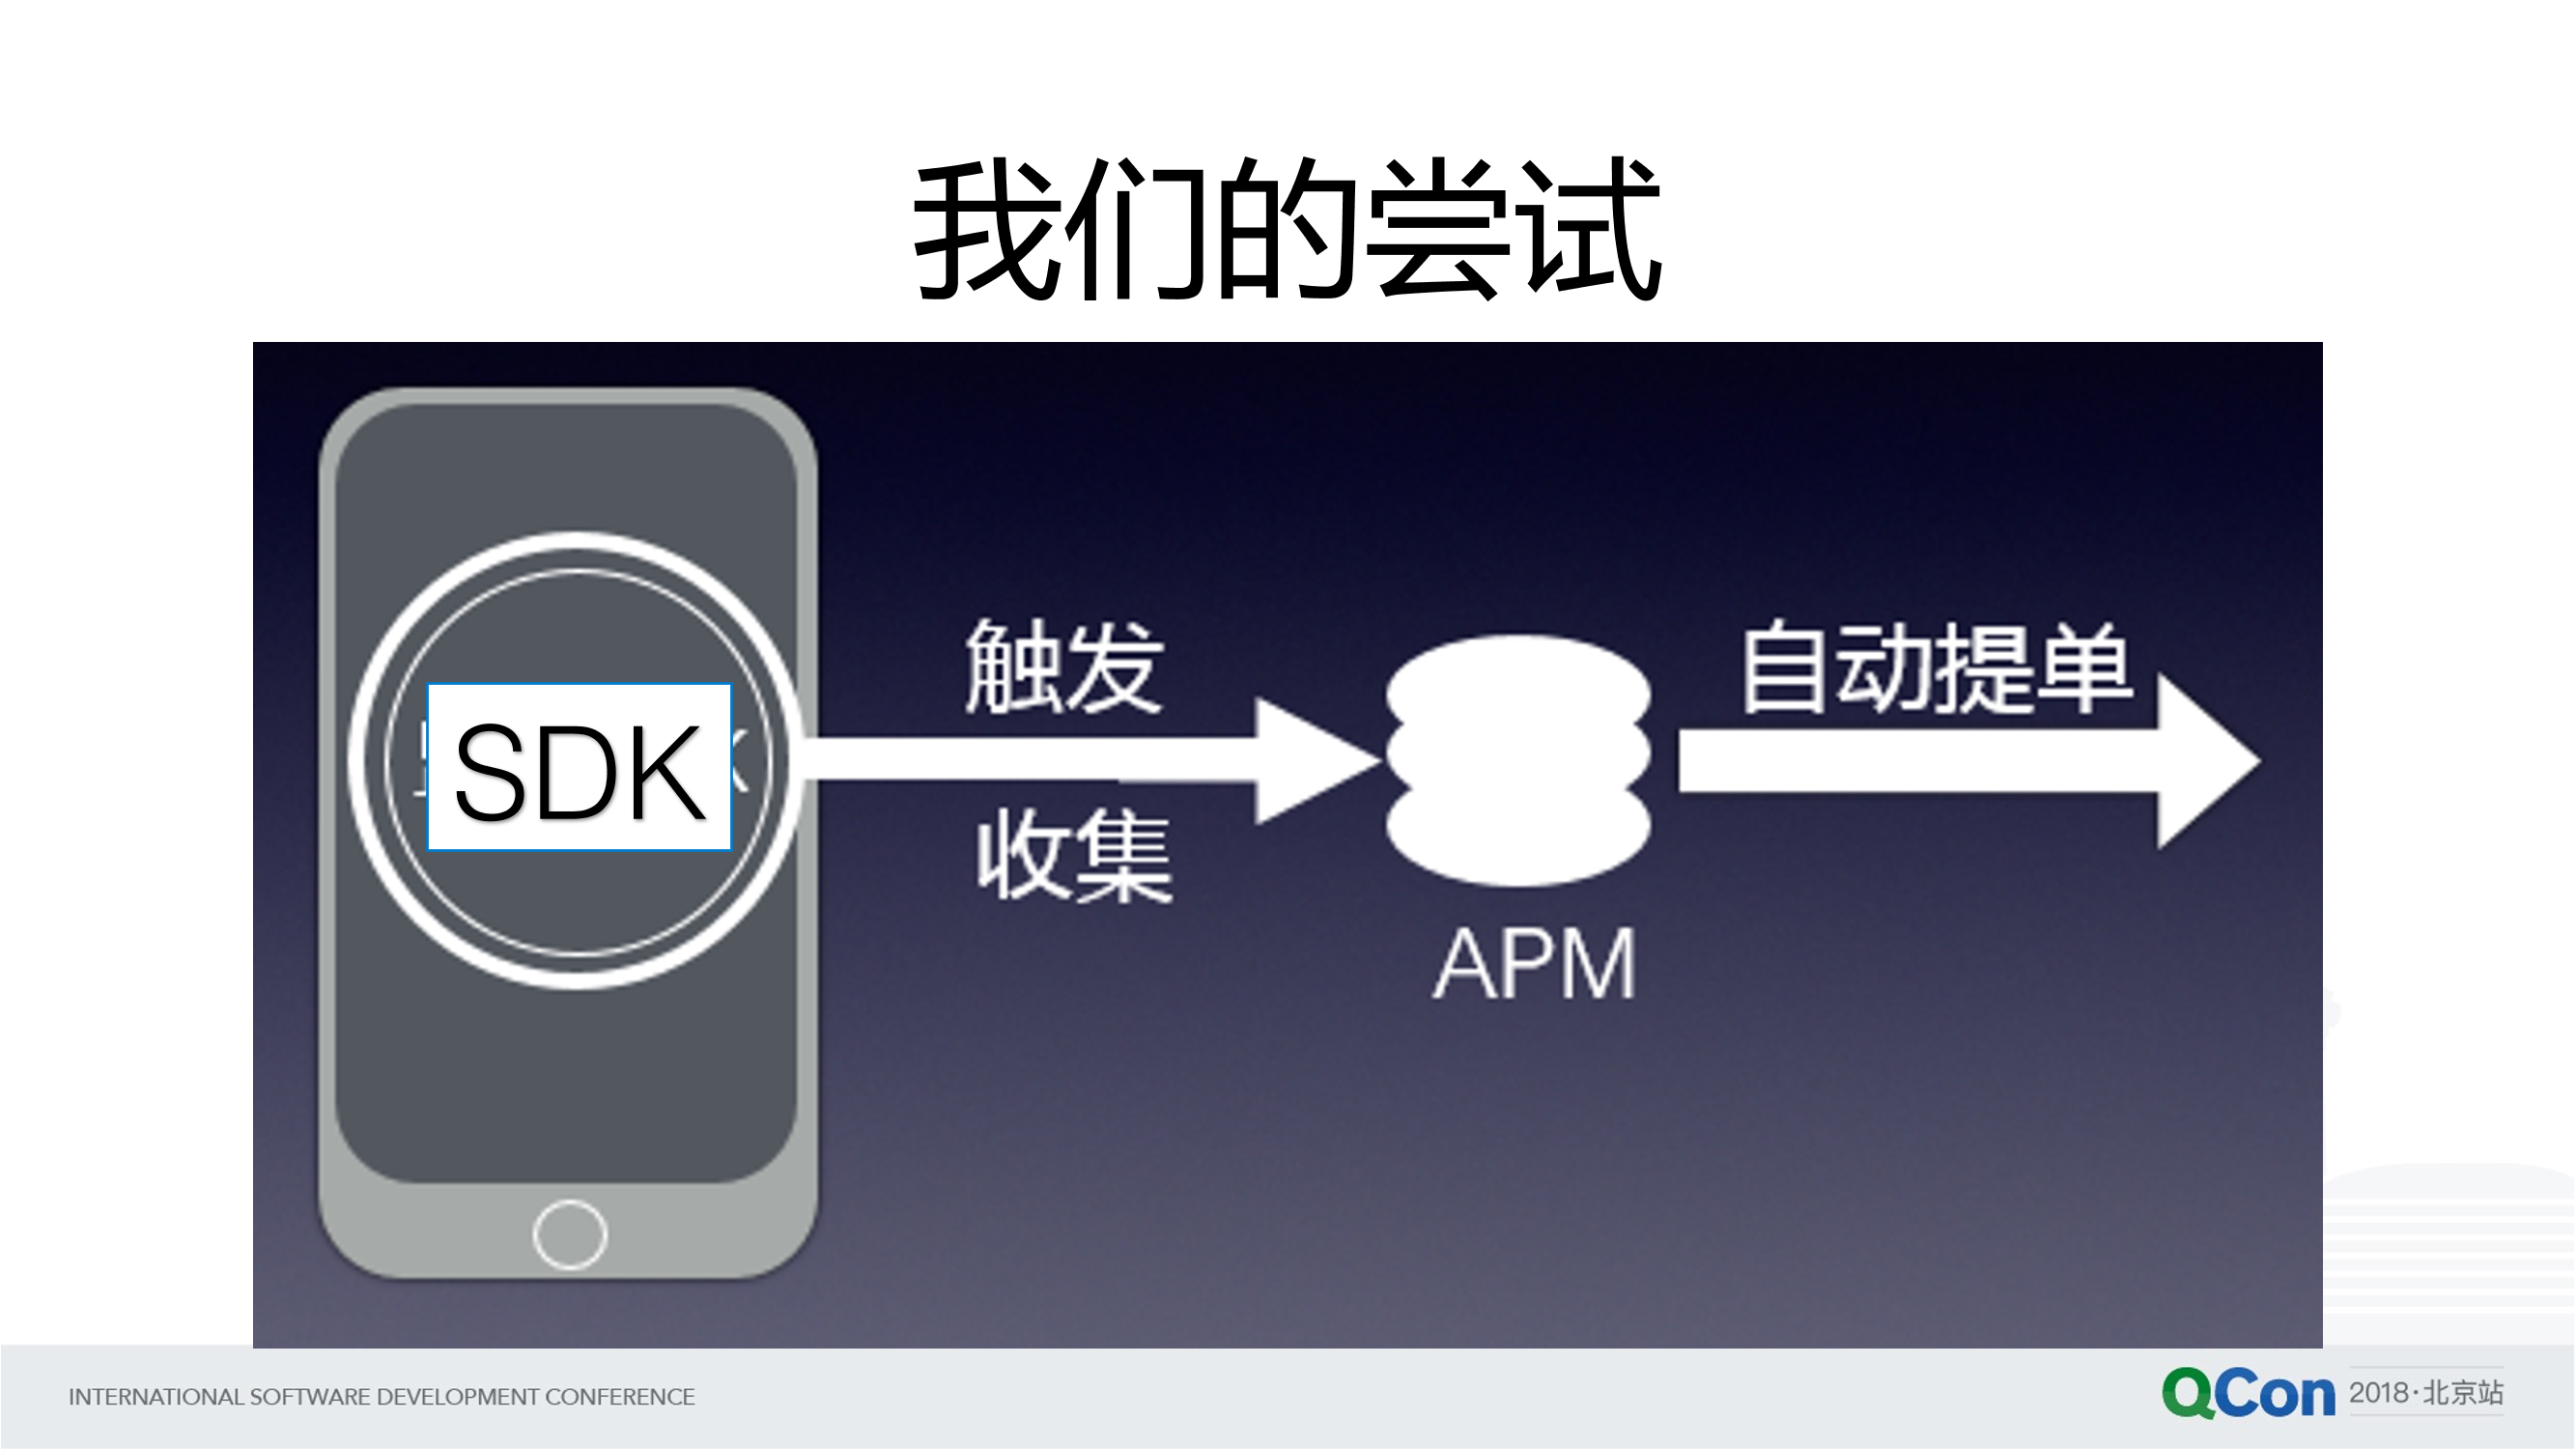 我们的尝试
SDK
触发
收集
APM
自动提单
INTERNATIONAL SOFTWARE DEVELOPMENT CONFERENCE
QCon 2018·北京站